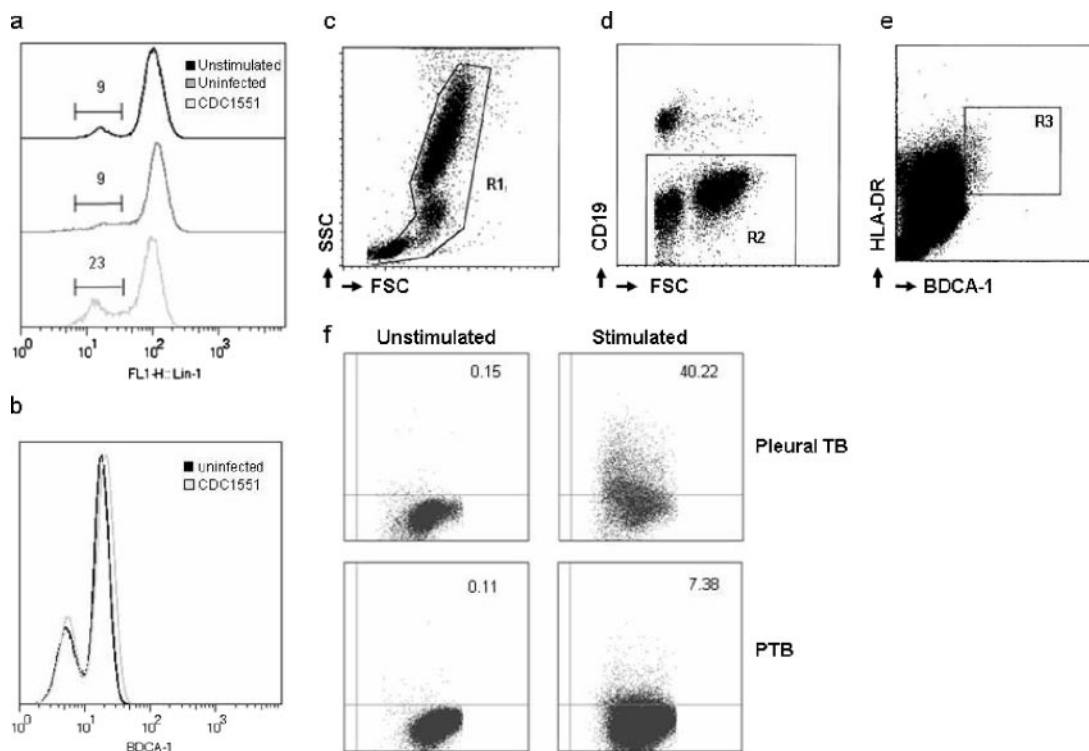 a
Unstimulated
Uninfected
CDC1551
9
9
23
10⁰ 10¹ 10² 10³
FL1-H:: Lin-1
b
uninfected
CDC1551
10⁰ 10¹ 10² 10³
BDCA-1
c
R1
SSC
FSC
d
R2
CD19
FSC
e
R3
HLA-DR
BDCA-1
f
Unstimulated Stimulated
0.15 40.22
Pleural TB
0.11 7.38
PTB